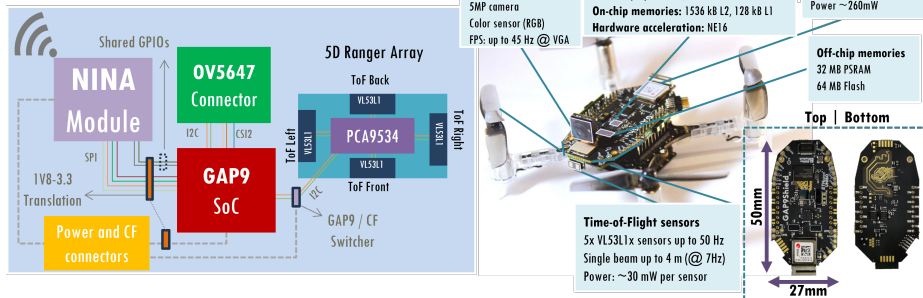 Shared GPIOs
NINA
Module
OV5647
Connector
I2C
CSI2
SPI
1V8-3.3
Translation
GAP9
SoC
Power and CF
connectors
I2C
GAP9 / CF
Switcher
5D Ranger Array
ToF Back
VL53L1
ToF Left
VL53L1
PCA9534
VL53L1
ToF Right
VL53L1
ToF Front
5MP camera
Color sensor (RGB)
FPS: up to 45 Hz @ VGA
On-chip memories: 1536 kB L2, 128 kB L1
Hardware acceleration: NE16
Power ~260mW
Off-chip memories
32 MB PSRAM
64 MB Flash
Time-of-Flight sensors
5x VL53L1x sensors up to 50 Hz
Single beam up to 4 m (@ 7Hz)
Power: ~30 mW per sensor
Top | Bottom
50mm
GAP9Shield
27mm